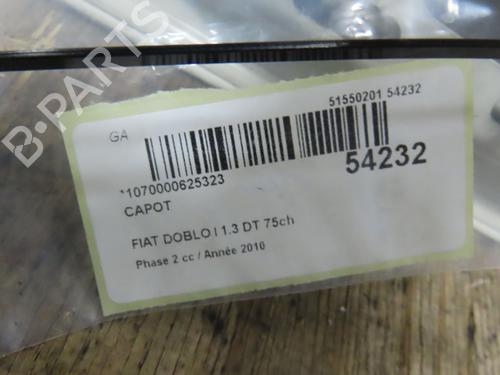 B-PARTS
GA
51550201 54232
54232
*1070000625323
CAPOT
FIAT DOBLO I 1.3 DT 75ch
Phase 2 cc / Année 2010